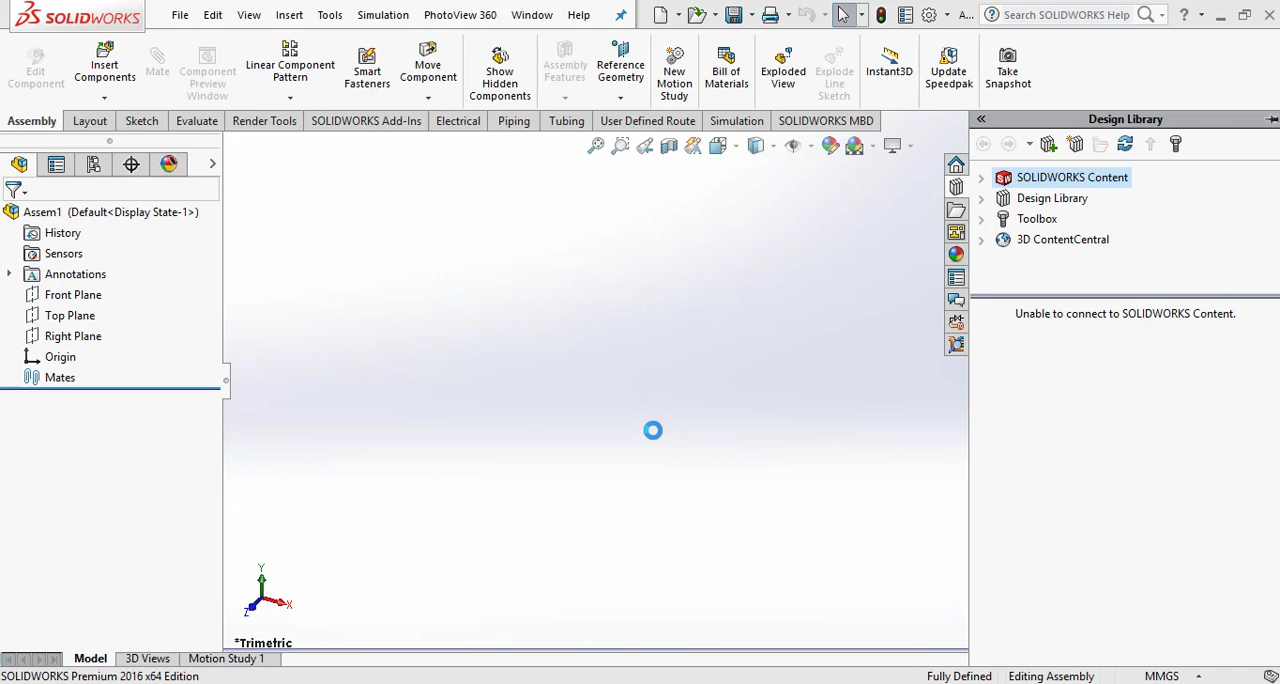 SOLIDWORKS File Edit View Insert Tools Simulation PhotoView 360 Window Help A... Search SOLIDWORKS Help ?
Edit Component
Insert Components
Mate
Component Preview Window
Linear Component Pattern
Smart Fasteners
Move Component
Show Hidden Components
Assembly Features
Reference Geometry
New Motion Study
Bill of Materials
Exploded View
Explode Line Sketch
Instant3D
Update Speedpak
Take Snapshot
Assembly Layout Sketch Evaluate Render Tools SOLIDWORKS Add-Ins Electrical Piping Tubing User Defined Route Simulation SOLIDWORKS MBD
Assem1 (Default<Display State-1>)
History
Sensors
Annotations
Front Plane
Top Plane
Right Plane
Origin
Mates
Y
X
Z
*Trimetric
Design Library
SOLIDWORKS Content
Design Library
Toolbox
3D ContentCentral
Unable to connect to SOLIDWORKS Content.
Model 3D Views Motion Study 1
SOLIDWORKS Premium 2016 x64 Edition Fully Defined Editing Assembly MMGS